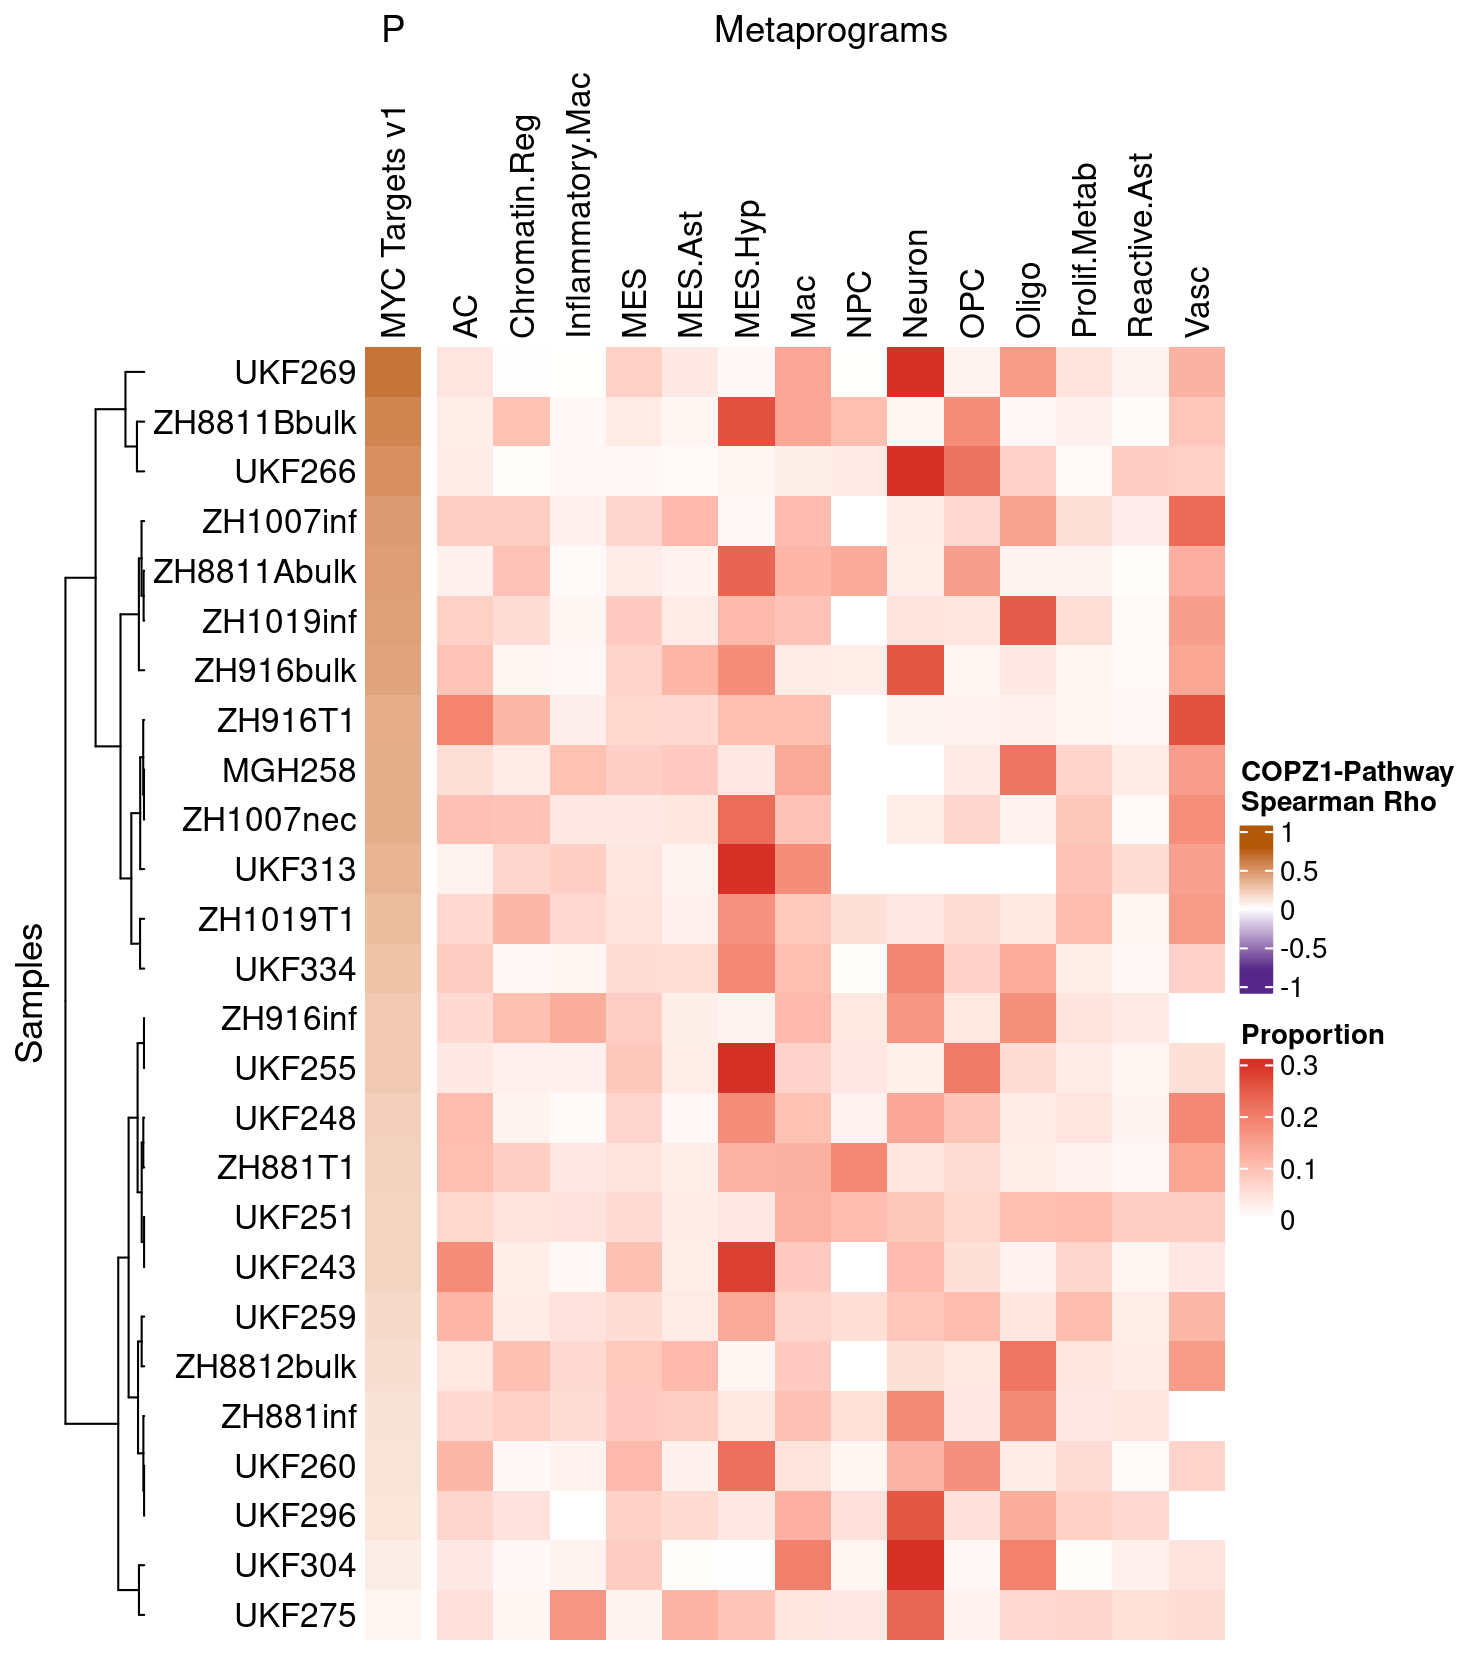 P
Metaprograms
MYC Targets v1
AC
Chromatin.Reg
Inflammatory.Mac
MES
MES.Ast
MES.Hyp
Mac
NPC
Neuron
OPC
Oligo
Prolif.Metab
Reactive.Ast
Vasc
Samples
UKF269
ZH8811Bbulk
UKF266
ZH1007inf
ZH8811Abulk
ZH1019inf
ZH916bulk
ZH916T1
MGH258
ZH1007nec
UKF313
ZH1019T1
UKF334
ZH916inf
UKF255
UKF248
ZH881T1
UKF251
UKF243
UKF259
ZH8812bulk
ZH881inf
UKF260
UKF296
UKF304
UKF275
COPZ1-Pathway
Spearman Rho
1
0.5
0
-0.5
-1
Proportion
0.3
0.2
0.1
0